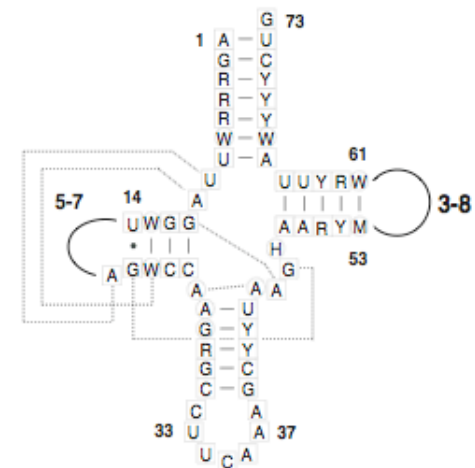 G 73
1 A U
G C
R Y
R Y
R Y
W W
U A
61
U U U Y R W
5-7 14 A 3-8
U W G G A A R Y M
H 53
A G W C C G
A A A
A U
G Y
R Y
G C
C G
C A
33 U A 37
U C A